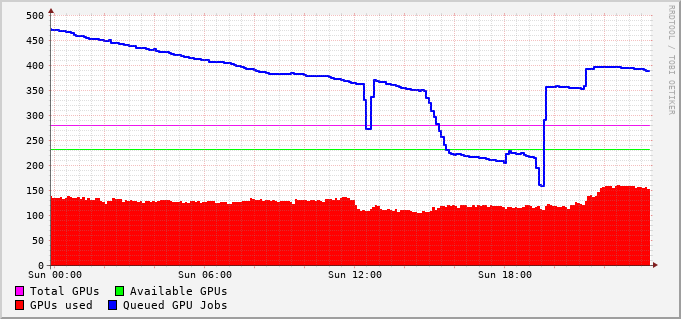 500
450
400
350
300
250
200
150
100
50
0
Sun 00:00 Sun 06:00 Sun 12:00 Sun 18:00
Total GPUs Available GPUs
GPUs used Queued GPU Jobs
RRDTOOL / TOBI OETIKER